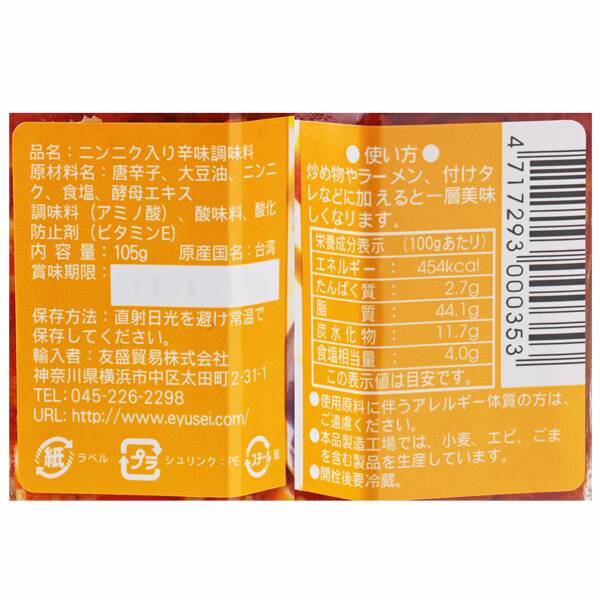 品名：ニンニク入り辛味調味料
原材料名：唐辛子、大豆油、ニンニ
ク、食塩、酵母エキス
調味料（アミノ酸）、酸味料、酸化
防止剤（ビタミンE）
内 容 量：105g 原産国名：台湾
賞味期限：
保存方法：直射日光を避け常温で
保存してください。
輸入者：友盛貿易株式会社
神奈川県横浜市中区太田町2-31-1
TEL:045-226-2298
URL: http://www.eyusei.com/
紙 ラベル プラ シュリンク：PE スチール 蓋
● 使い方 ●
炒め物やラーメン、付けタ
レなどに加えると一層美味
しくなります。
栄養成分表示 （100gあたり）
エネルギー： 454kcal
たんぱく質： 2.7g
脂 質： 44.1g
炭水化物： 11.7g
食塩相当量： 4.0g
この表示値は目安です。
●使用原料に伴うアレルギー体質の方は、
ご遠慮ください。
●本製品製造工場では、小麦、エビ、ごま
を含む製品を生産しています。
●開栓後要冷蔵。
4 717293 000353